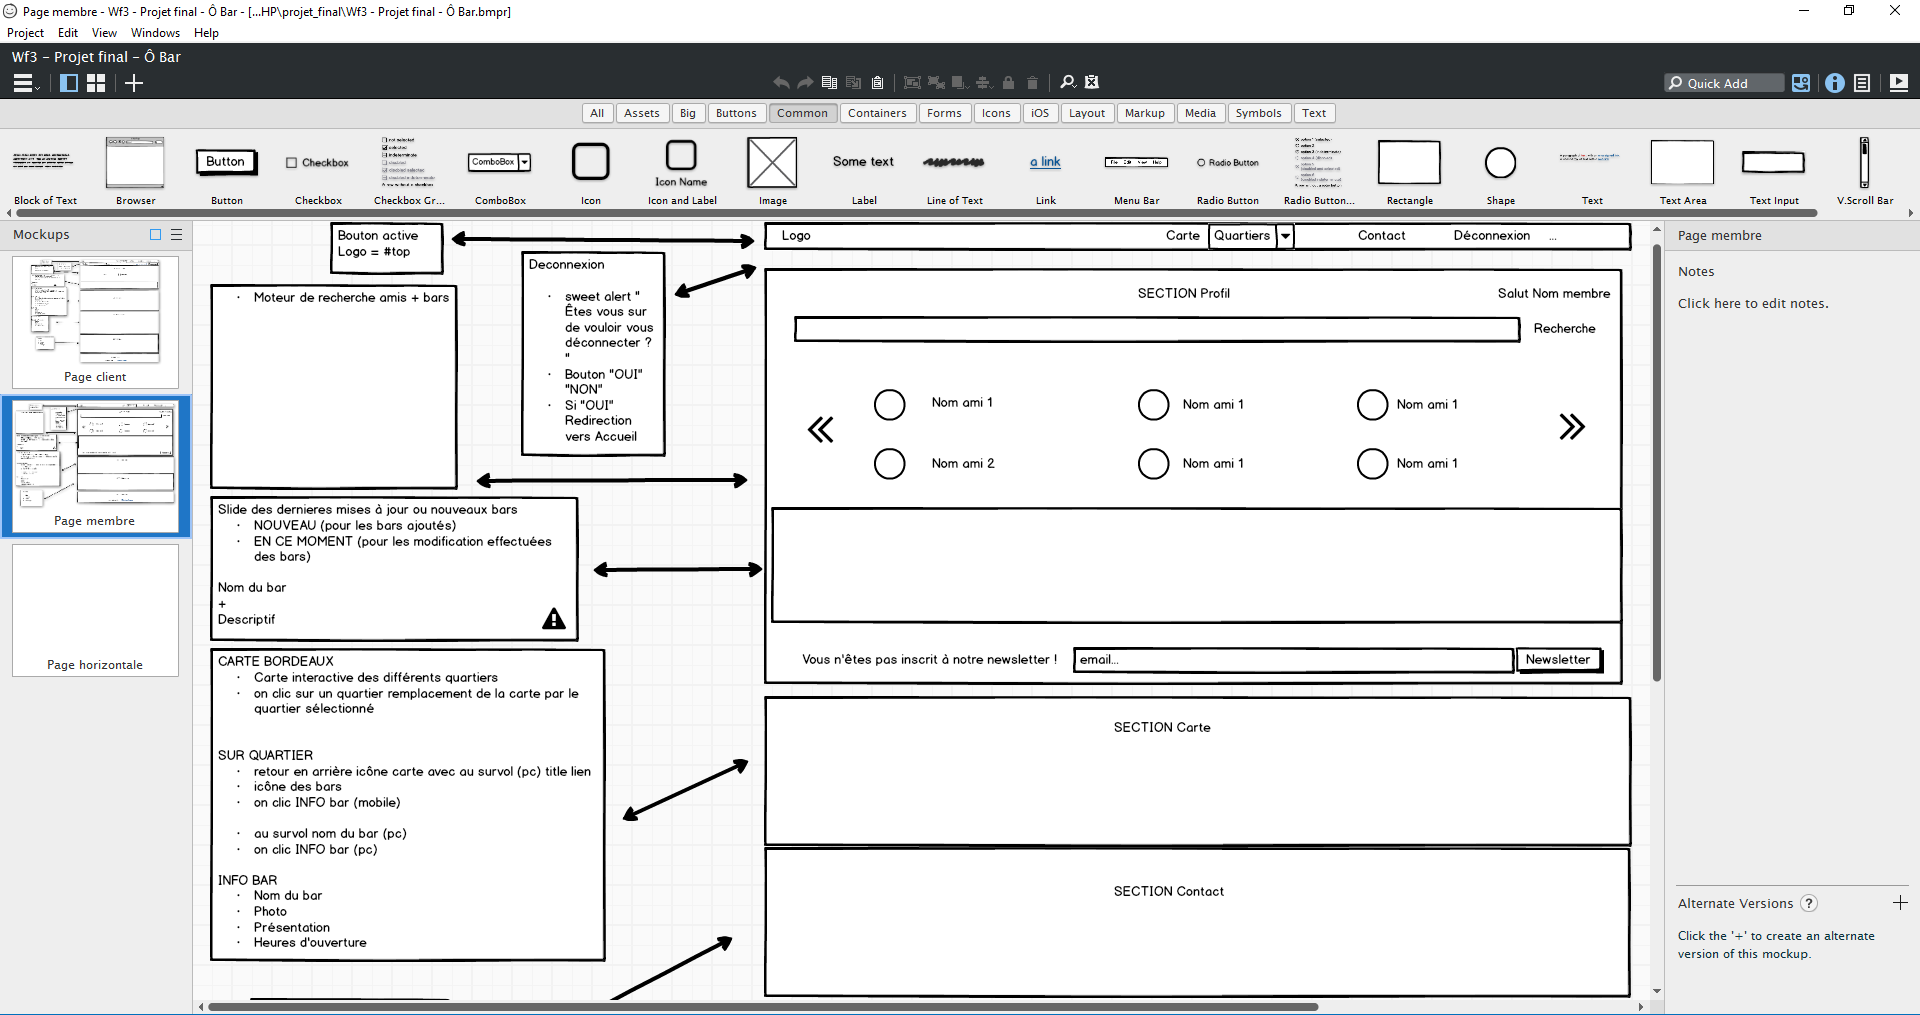 Page membre - Wf3 - Projet final - Ô Bar - [...HP\projet_final\Wf3 - Projet final - Ô Bar.bmpr]
Project Edit View Windows Help
Wf3 - Projet final - Ô Bar
Quick Add
All Assets Big Buttons Common Containers Forms Icons iOS Layout Markup Media Symbols Text
Button
Checkbox
ComboBox
Icon Name
Some text
a link
File Edit View Help
Radio Button
Block of Text Browser Button Checkbox Checkbox Gr... ComboBox Icon Icon and Label Image Label Line of Text Link Menu Bar Radio Button Radio Button... Rectangle Shape Text Text Area Text Input V.Scroll Bar
Mockups
Page client
Page membre
Page horizontale
Bouton active
Logo = #top
Deconnexion
· sweet alert "
Êtes vous sur
de vouloir vous
déconnecter ?
"
· Bouton "OUI"
"NON"
· Si "OUI"
Redirection
vers Accueil
· Moteur de recherche amis + bars
Slide des dernieres mises à jour ou nouveaux bars
· NOUVEAU (pour les bars ajoutés)
· EN CE MOMENT (pour les modification effectuées
des bars)
Nom du bar
+
Descriptif
CARTE BORDEAUX
· Carte interactive des différents quartiers
· on clic sur un quartier remplacement de la carte par le
quartier sélectionné
SUR QUARTIER
· retour en arrière icône carte avec au survol (pc) title lien
· icône des bars
· on clic INFO bar (mobile)
· au survol nom du bar (pc)
· on clic INFO bar (pc)
INFO BAR
· Nom du bar
· Photo
· Présentation
· Heures d'ouverture
Logo Carte Quartiers Contact Déconnexion ...
SECTION Profil Salut Nom membre
Recherche
Nom ami 1 Nom ami 1 Nom ami 1
Nom ami 2 Nom ami 1 Nom ami 1
Vous n'êtes pas inscrit à notre newsletter ! email... Newsletter
SECTION Carte
SECTION Contact
Page membre
Notes
Click here to edit notes.
Alternate Versions ?
Click the '+' to create an alternate
version of this mockup.